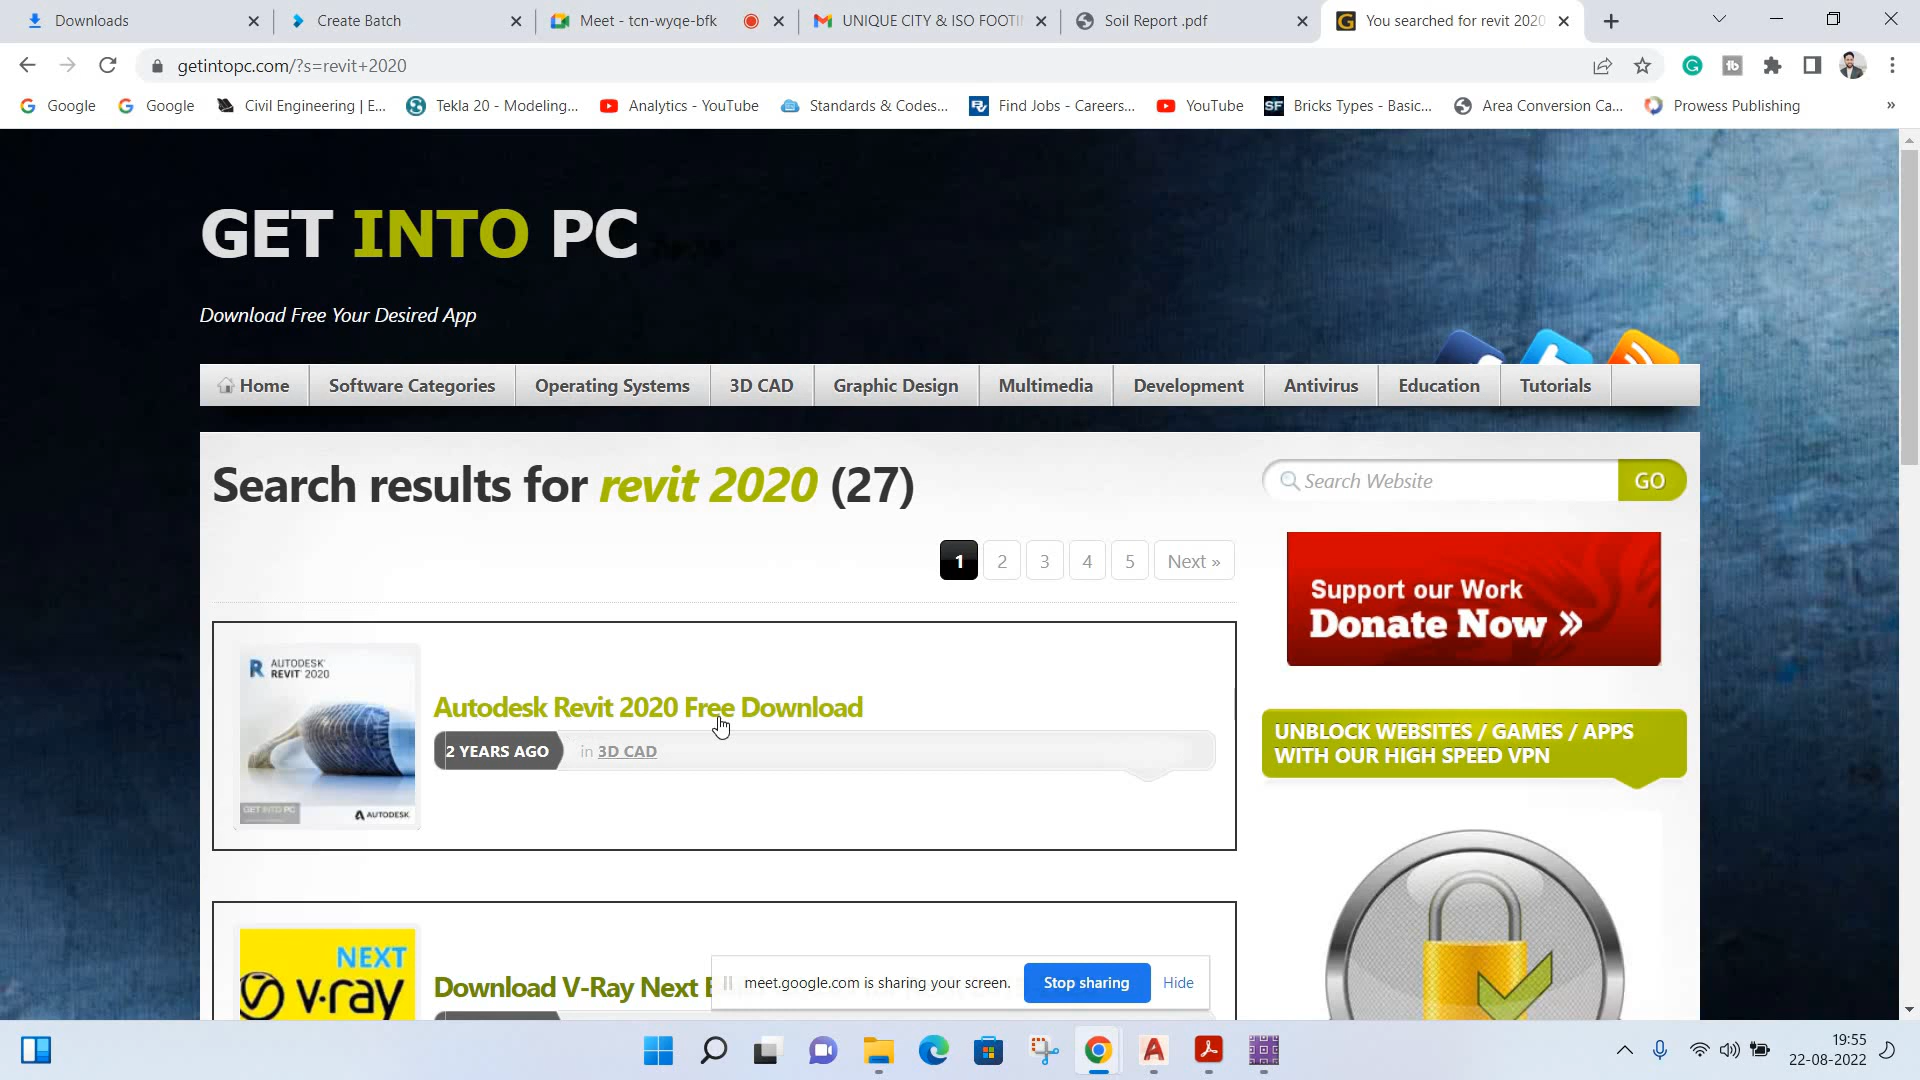 Downloads
Create Batch
Meet - tcn-wyqe-bfk
UNIQUE CITY & ISO FOOTI
Soil Report .pdf
You searched for revit 2020
getintopc.com/?s=revit+2020
Google
Google
Civil Engineering | E...
Tekla 20 - Modeling...
Analytics - YouTube
Standards & Codes...
Find Jobs - Careers...
YouTube
SF
Bricks Types - Basic...
Area Conversion Ca...
Prowess Publishing
»
GET INTO PC
Download Free Your Desired App
Home
Software Categories
Operating Systems
3D CAD
Graphic Design
Multimedia
Development
Antivirus
Education
Tutorials
Search results for revit 2020 (27)
Search Website
GO
1
2
3
4
5
Next »
Support our Work
Donate Now »
AUTODESK
REVIT 2020
GET INTO PC
AUTODESK
Autodesk Revit 2020 Free Download
2 YEARS AGO
in 3D CAD
UNBLOCK WEBSITES / GAMES / APPS
WITH OUR HIGH SPEED VPN
NEXT
v·ray
Download V-Ray Next
meet.google.com is sharing your screen.
Stop sharing
Hide
19:55
22-08-2022